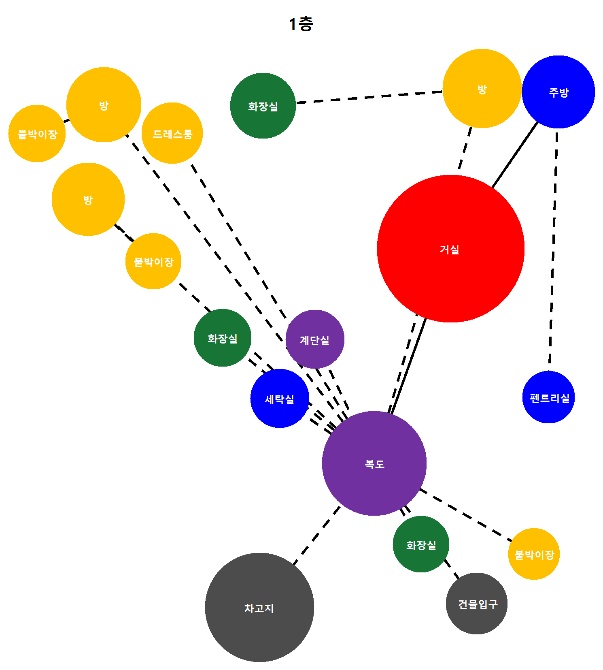 1층
방
주방
화장실
방
붙박이장
드레스룸
방
거실
붙박이장
화장실
계단실
세탁실
펜트리실
복도
화장실
붙박이장
건물입구
차고지